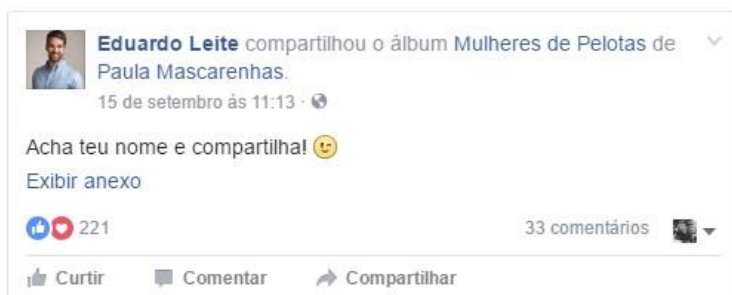 Eduardo Leite compartilhou o álbum Mulheres de Pelotas de
Paula Mascarenhas.
15 de setembro ás 11:13 ·
Acha teu nome e compartilha!
Exibir anexo
221 33 comentários
Curtir Comentar Compartilhar